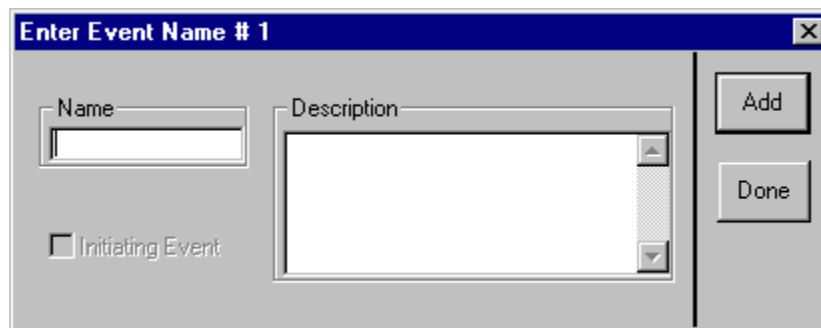 Enter Event Name # 1
Name
Description
Add
Done
Initiating Event